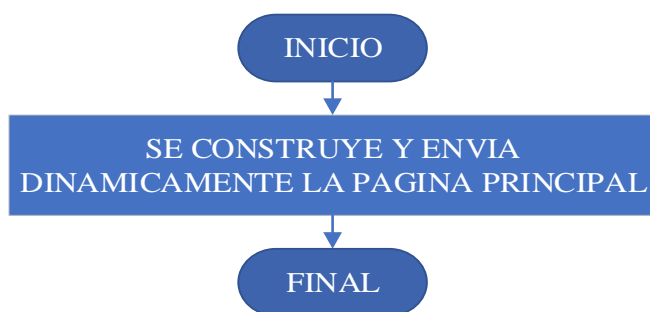 INICIO
SE CONSTRUYE Y ENVIA
DINAMICAMENTE LA PAGINA PRINCIPAL
FINAL